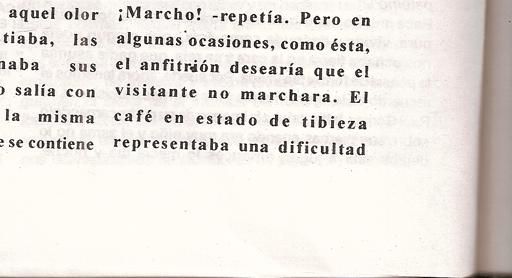 aquel olor
tiaba, las
naba sus
o salía con
la misma
e se contiene
¡Marcho! -repetía. Pero en
algunas ocasiones, como ésta,
el anfitrión desearía que el
visitante no marchara. El
café en estado de tibieza
representaba una dificultad